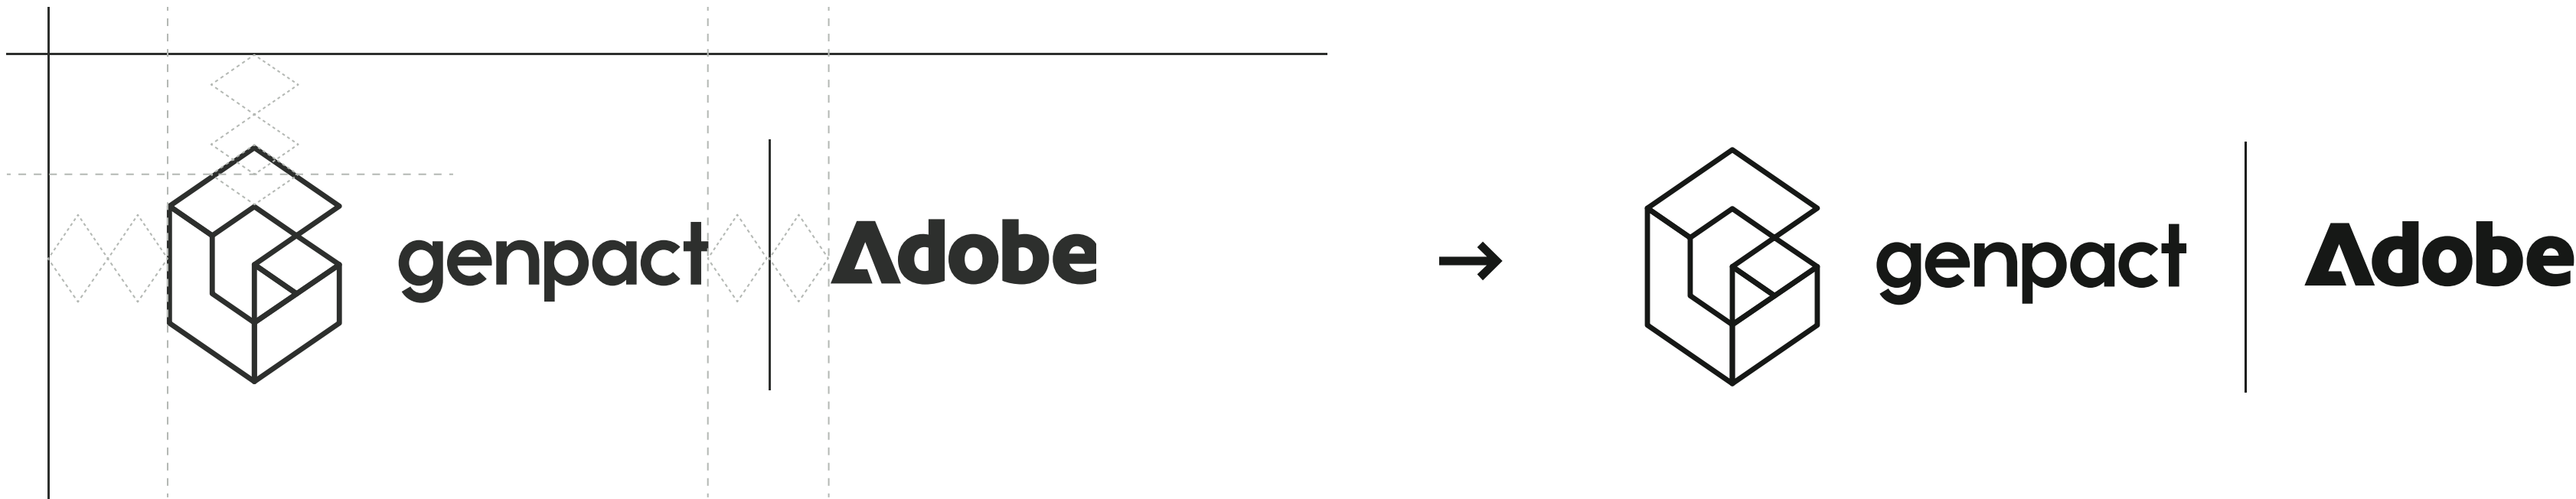 genpact Adobe → genpact Adobe